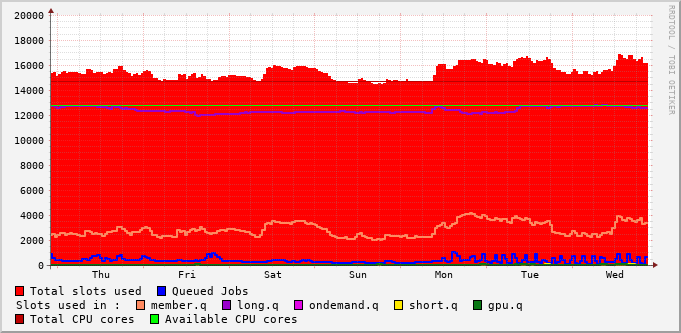 20000
18000
16000
14000
12000
10000
8000
6000
4000
2000
0
Thu Fri Sat Sun Mon Tue Wed
RRDTOOL / TOBI OETIKER
Total slots used Queued Jobs
Slots used in : member.q long.q ondemand.q short.q gpu.q
Total CPU cores Available CPU cores